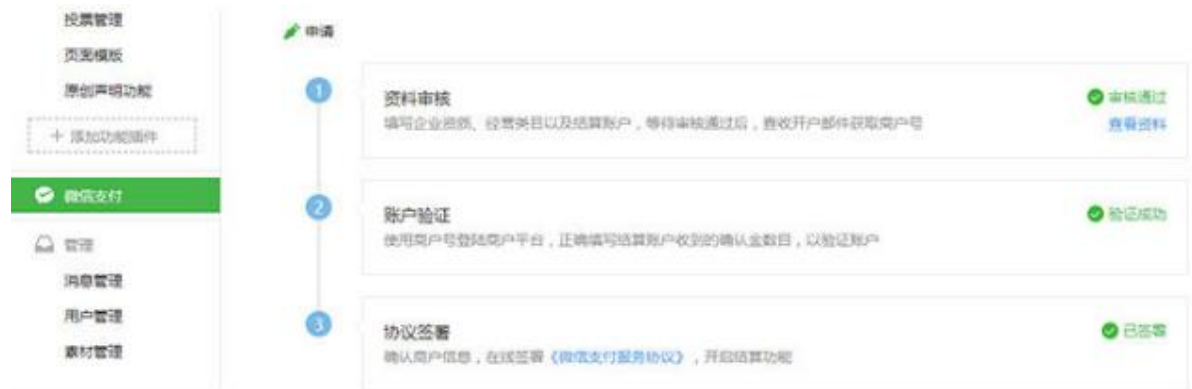 投票管理
页面模版
原创声明功能
+ 添加功能插件
微信支付
管理
消息管理
用户管理
素材管理
申请
1
资料审核
填写企业资质、经营类目以及结算账户，等待审核通过后，查收开户邮件获取商户号
审核通过
查看资料
2
账户验证
使用商户号登陆商户平台，正确填写结算账户收到的确认金数目，以验证账户
验证成功
3
协议签署
确认商户信息，在线签署《微信支付服务协议》，开启结算功能
已签署